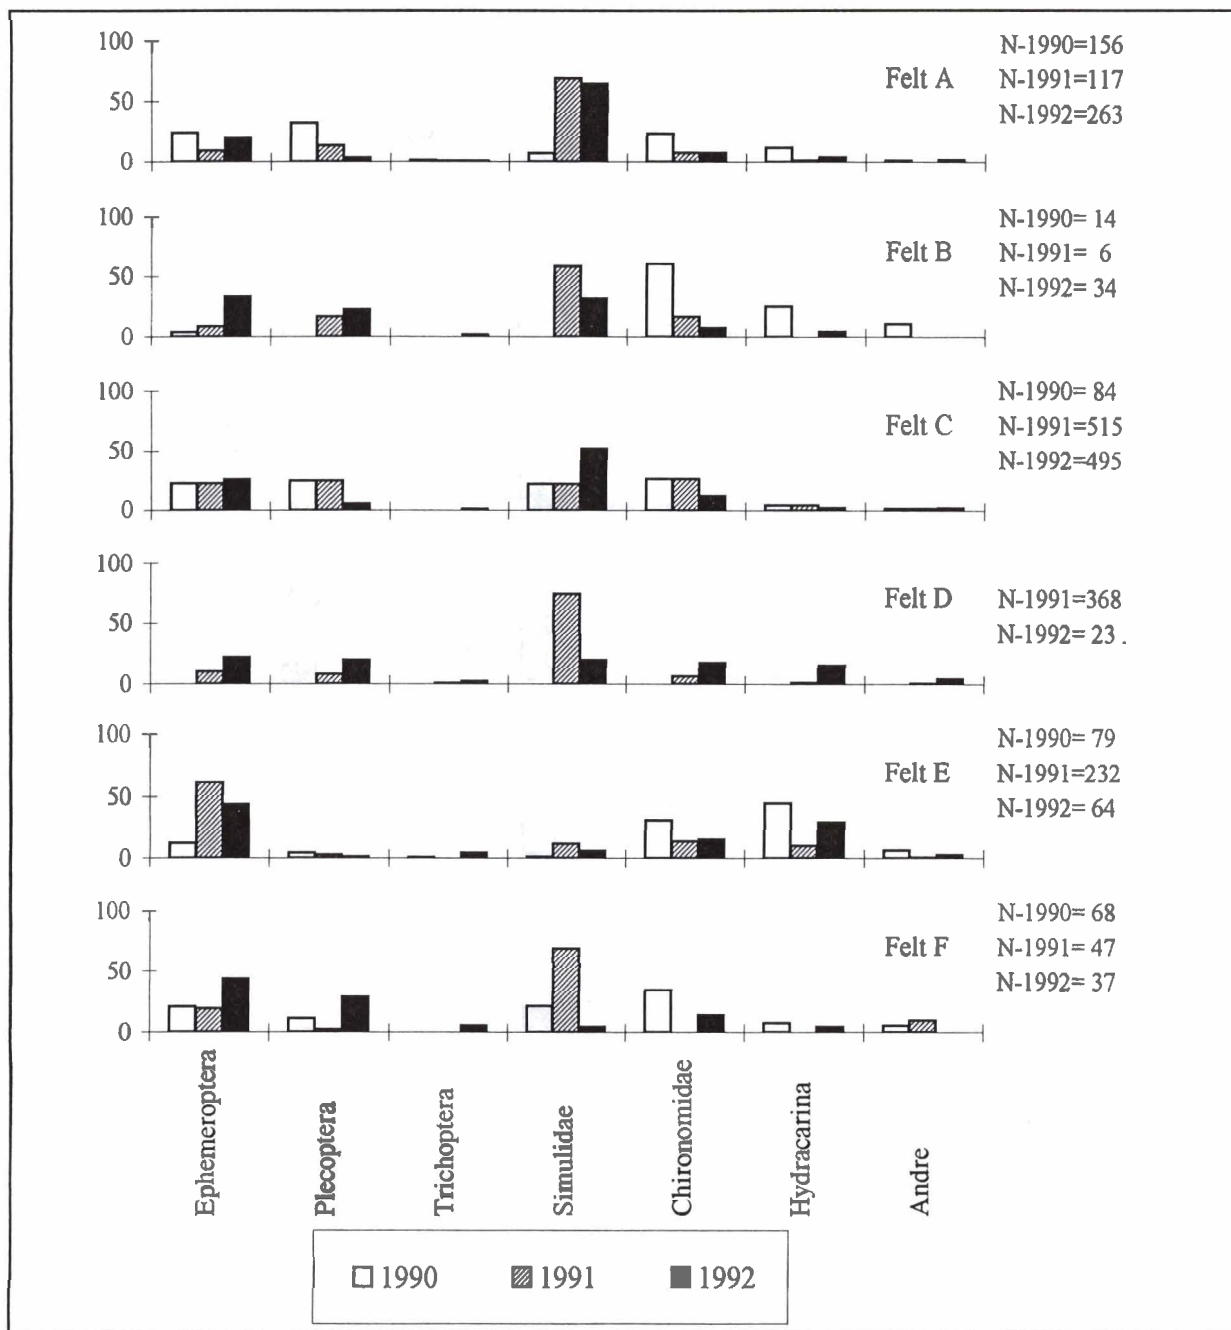 100
50
0
Felt A
N-1990=156
N-1991=117
N-1992=263
100
50
0
Felt B
N-1990= 14
N-1991= 6
N-1992= 34
100
50
0
Felt C
N-1990= 84
N-1991=515
N-1992=495
100
50
0
Felt D
N-1991=368
N-1992= 23 .
100
50
0
Felt E
N-1990= 79
N-1991=232
N-1992= 64
100
50
0
Felt F
N-1990= 68
N-1991= 47
N-1992= 37
Ephemeroptera
Plecoptera
Trichoptera
Simulidae
Chironomidae
Hydracarina
Andre
1990 1991 1992